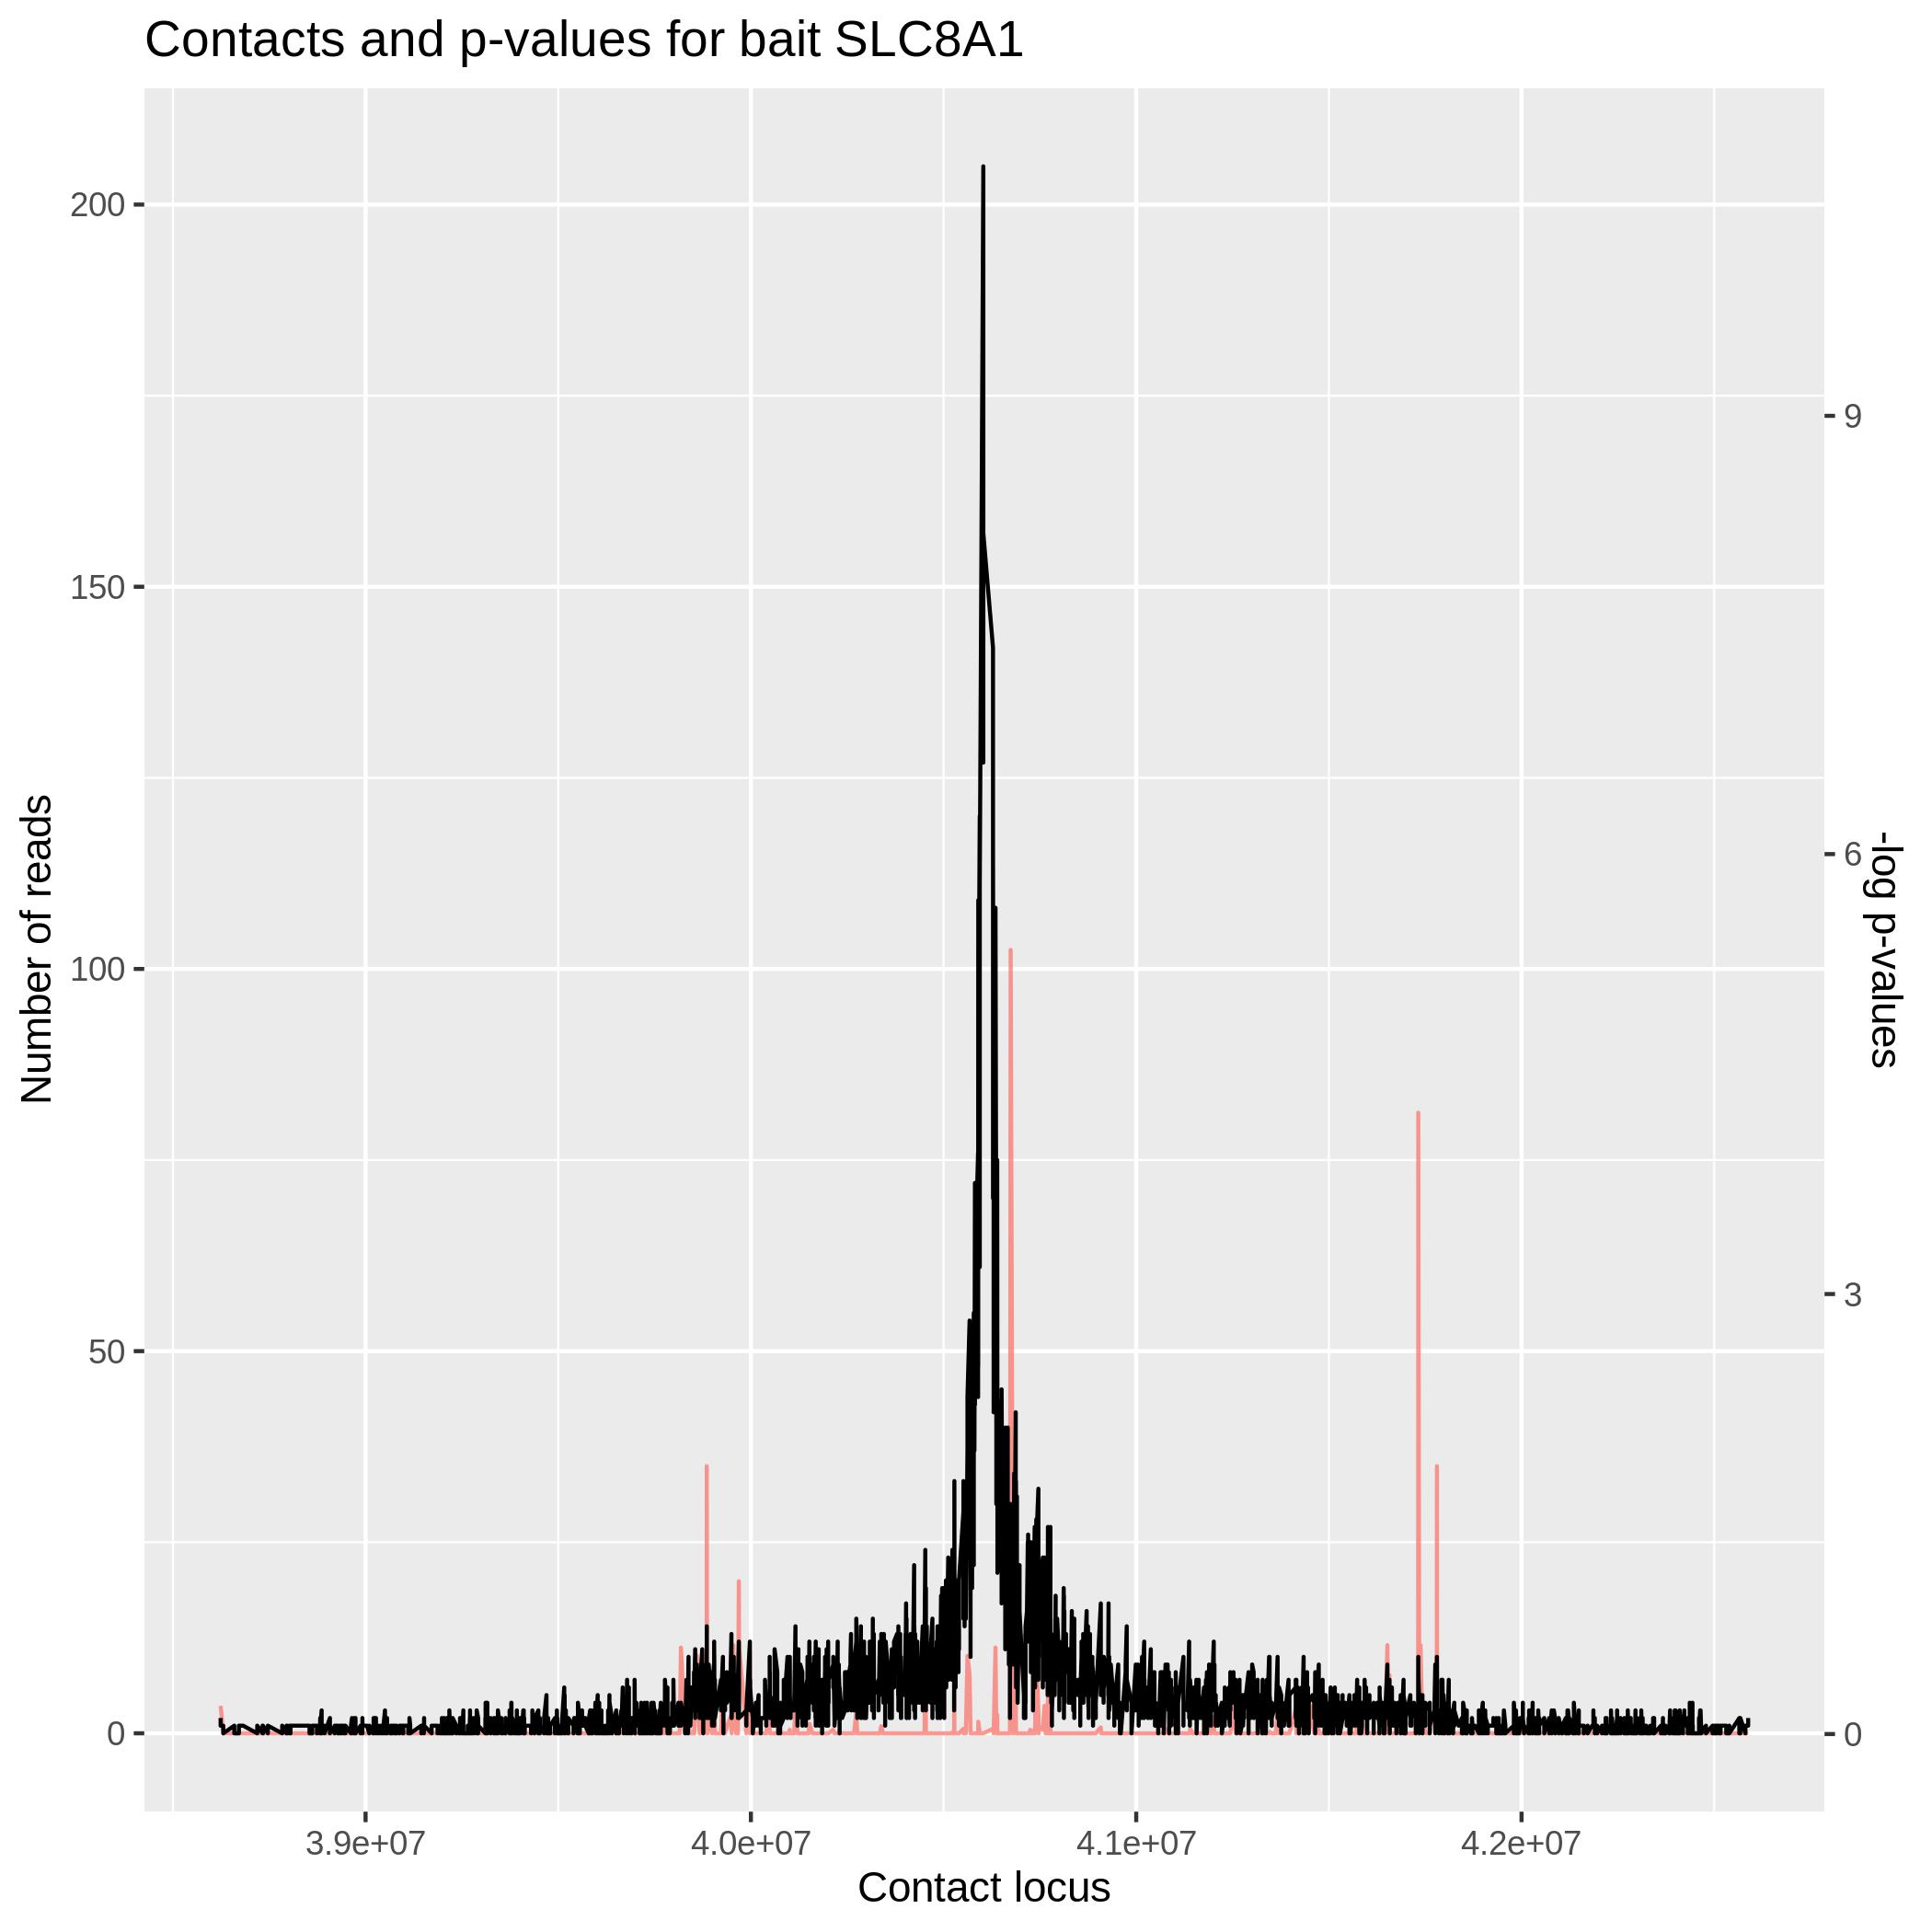 Contacts and p-values for bait SLC8A1
200
150
100
50
0
Number of reads
9
6
3
0
-log p-values
3.9e+07
4.0e+07
4.1e+07
4.2e+07
Contact locus